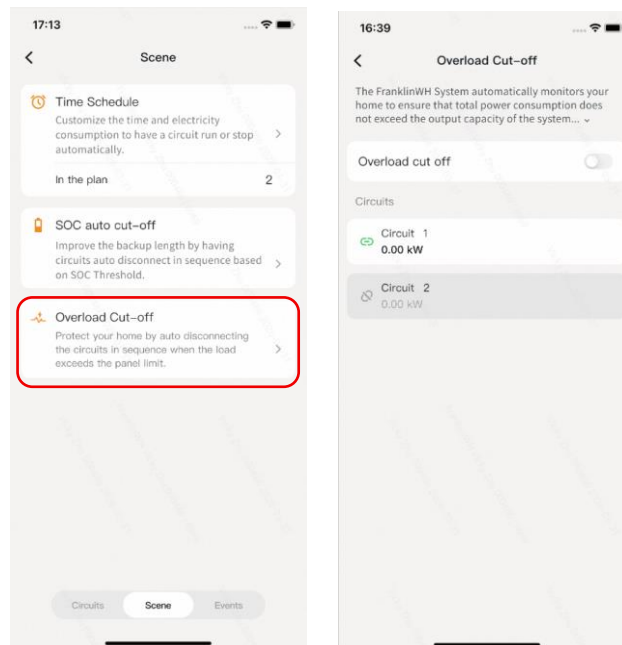 17:13
Scene
Time Schedule
Customize the time and electricity
consumption to have a circuit run or stop
automatically.
In the plan 2
SOC auto cut-off
Improve the backup length by having
circuits auto disconnect in sequence based
on SOC Threshold.
Overload Cut-off
Protect your home by auto disconnecting
the circuits in sequence when the load
exceeds the panel limit.
Circuits Scene Events
16:39
Overload Cut-off
The FranklinWH System automatically monitors your
home to ensure that total power consumption does
not exceed the output capacity of the system...
Overload cut off
Circuits
Circuit 1
0.00 kW
Circuit 2
0.00 kW